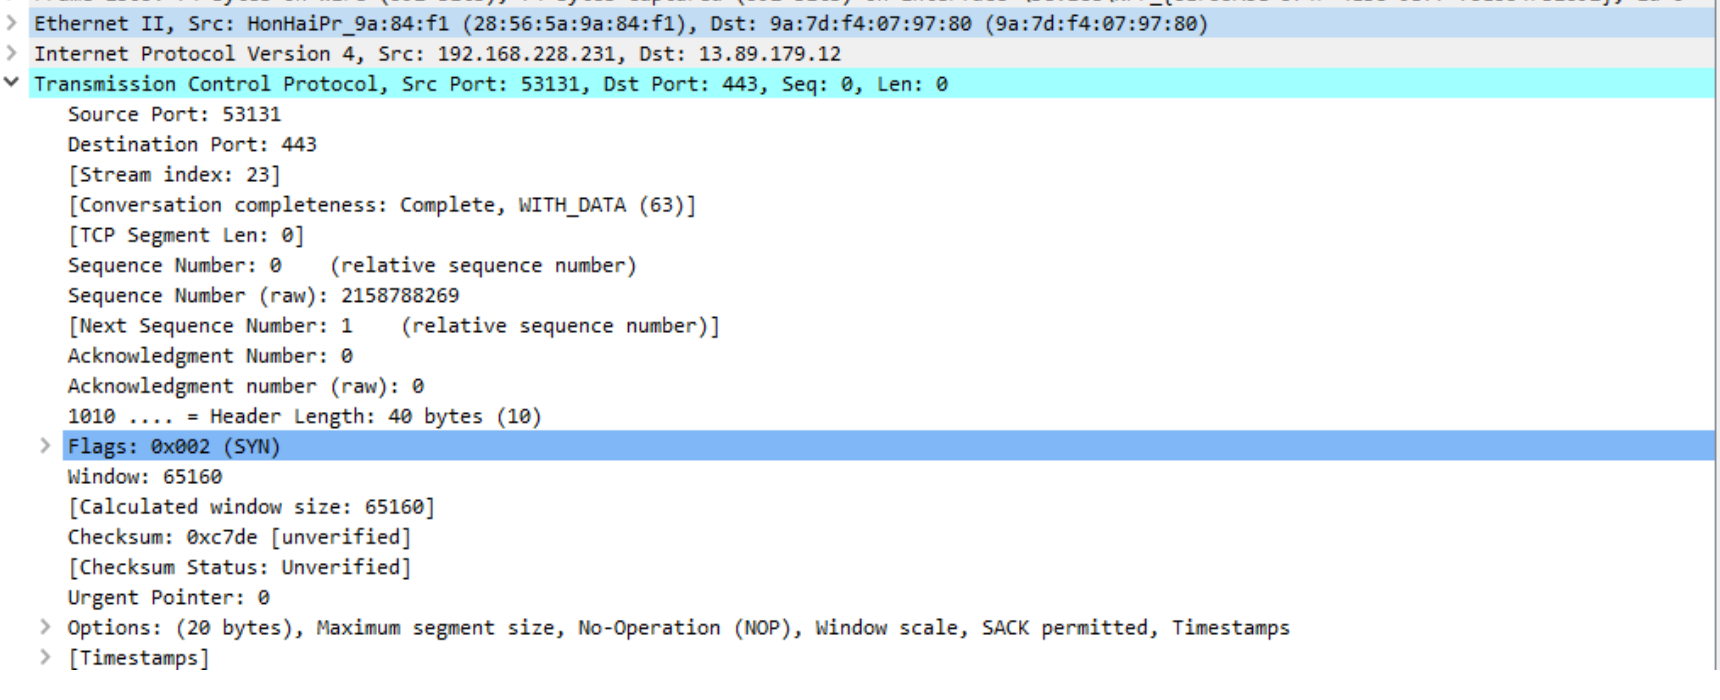 Ethernet II, Src: HonHaiPr_9a:84:f1 (28:56:5a:9a:84:f1), Dst: 9a:7d:f4:07:97:80 (9a:7d:f4:07:97:80)
Internet Protocol Version 4, Src: 192.168.228.231, Dst: 13.89.179.12
Transmission Control Protocol, Src Port: 53131, Dst Port: 443, Seq: 0, Len: 0
Source Port: 53131
Destination Port: 443
[Stream index: 23]
[Conversation completeness: Complete, WITH_DATA (63)]
[TCP Segment Len: 0]
Sequence Number: 0    (relative sequence number)
Sequence Number (raw): 2158788269
[Next Sequence Number: 1    (relative sequence number)]
Acknowledgment Number: 0
Acknowledgment number (raw): 0
1010 .... = Header Length: 40 bytes (10)
Flags: 0x002 (SYN)
Window: 65160
[Calculated window size: 65160]
Checksum: 0xc7de [unverified]
[Checksum Status: Unverified]
Urgent Pointer: 0
Options: (20 bytes), Maximum segment size, No-Operation (NOP), Window scale, SACK permitted, Timestamps
[Timestamps]